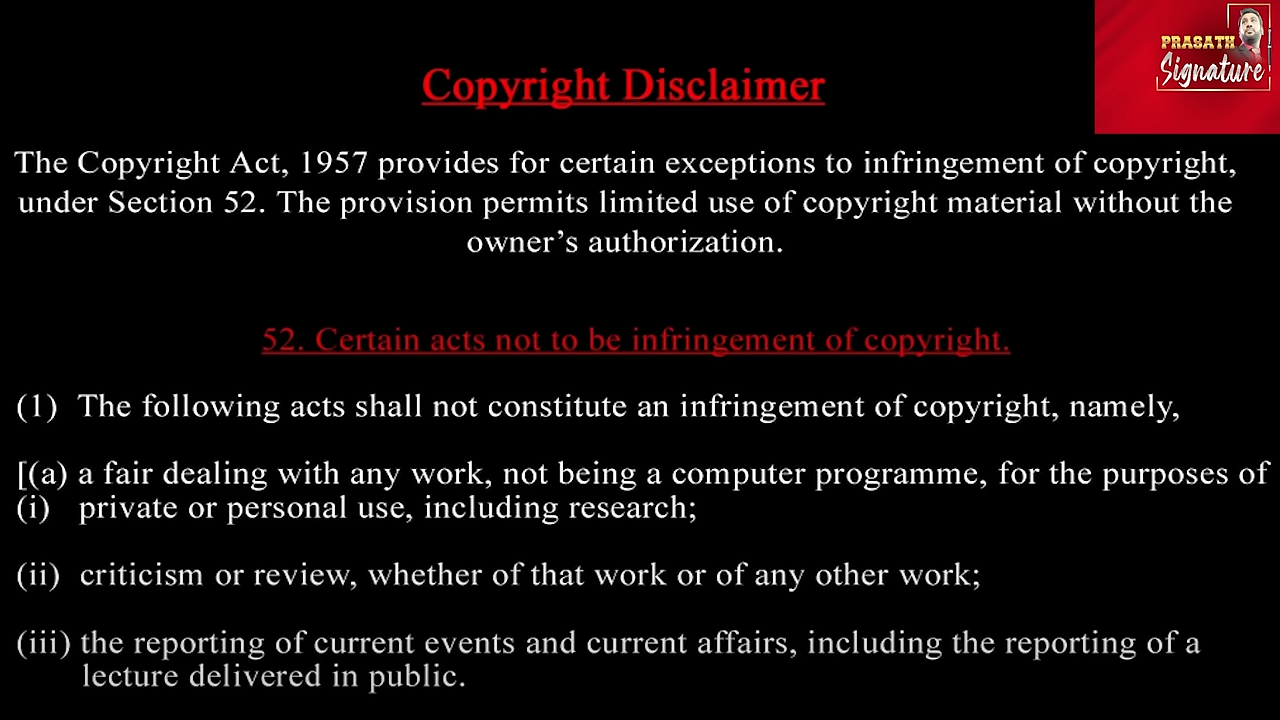 PRASATH
Signature
Copyright Disclaimer
The Copyright Act, 1957 provides for certain exceptions to infringement of copyright,
under Section 52. The provision permits limited use of copyright material without the
owner’s authorization.
52. Certain acts not to be infringement of copyright.
(1) The following acts shall not constitute an infringement of copyright, namely,
[(a) a fair dealing with any work, not being a computer programme, for the purposes of
(i) private or personal use, including research;
(ii) criticism or review, whether of that work or of any other work;
(iii) the reporting of current events and current affairs, including the reporting of a
lecture delivered in public.